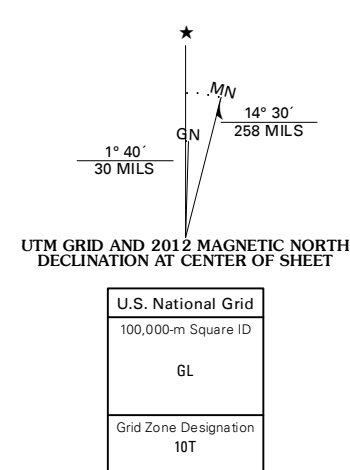 ★
MN
14° 30´
258 MILS
GN
1° 40´
30 MILS
UTM GRID AND 2012 MAGNETIC NORTH
DECLINATION AT CENTER OF SHEET
U.S. National Grid
100,000-m Square ID
GL
Grid Zone Designation
10T